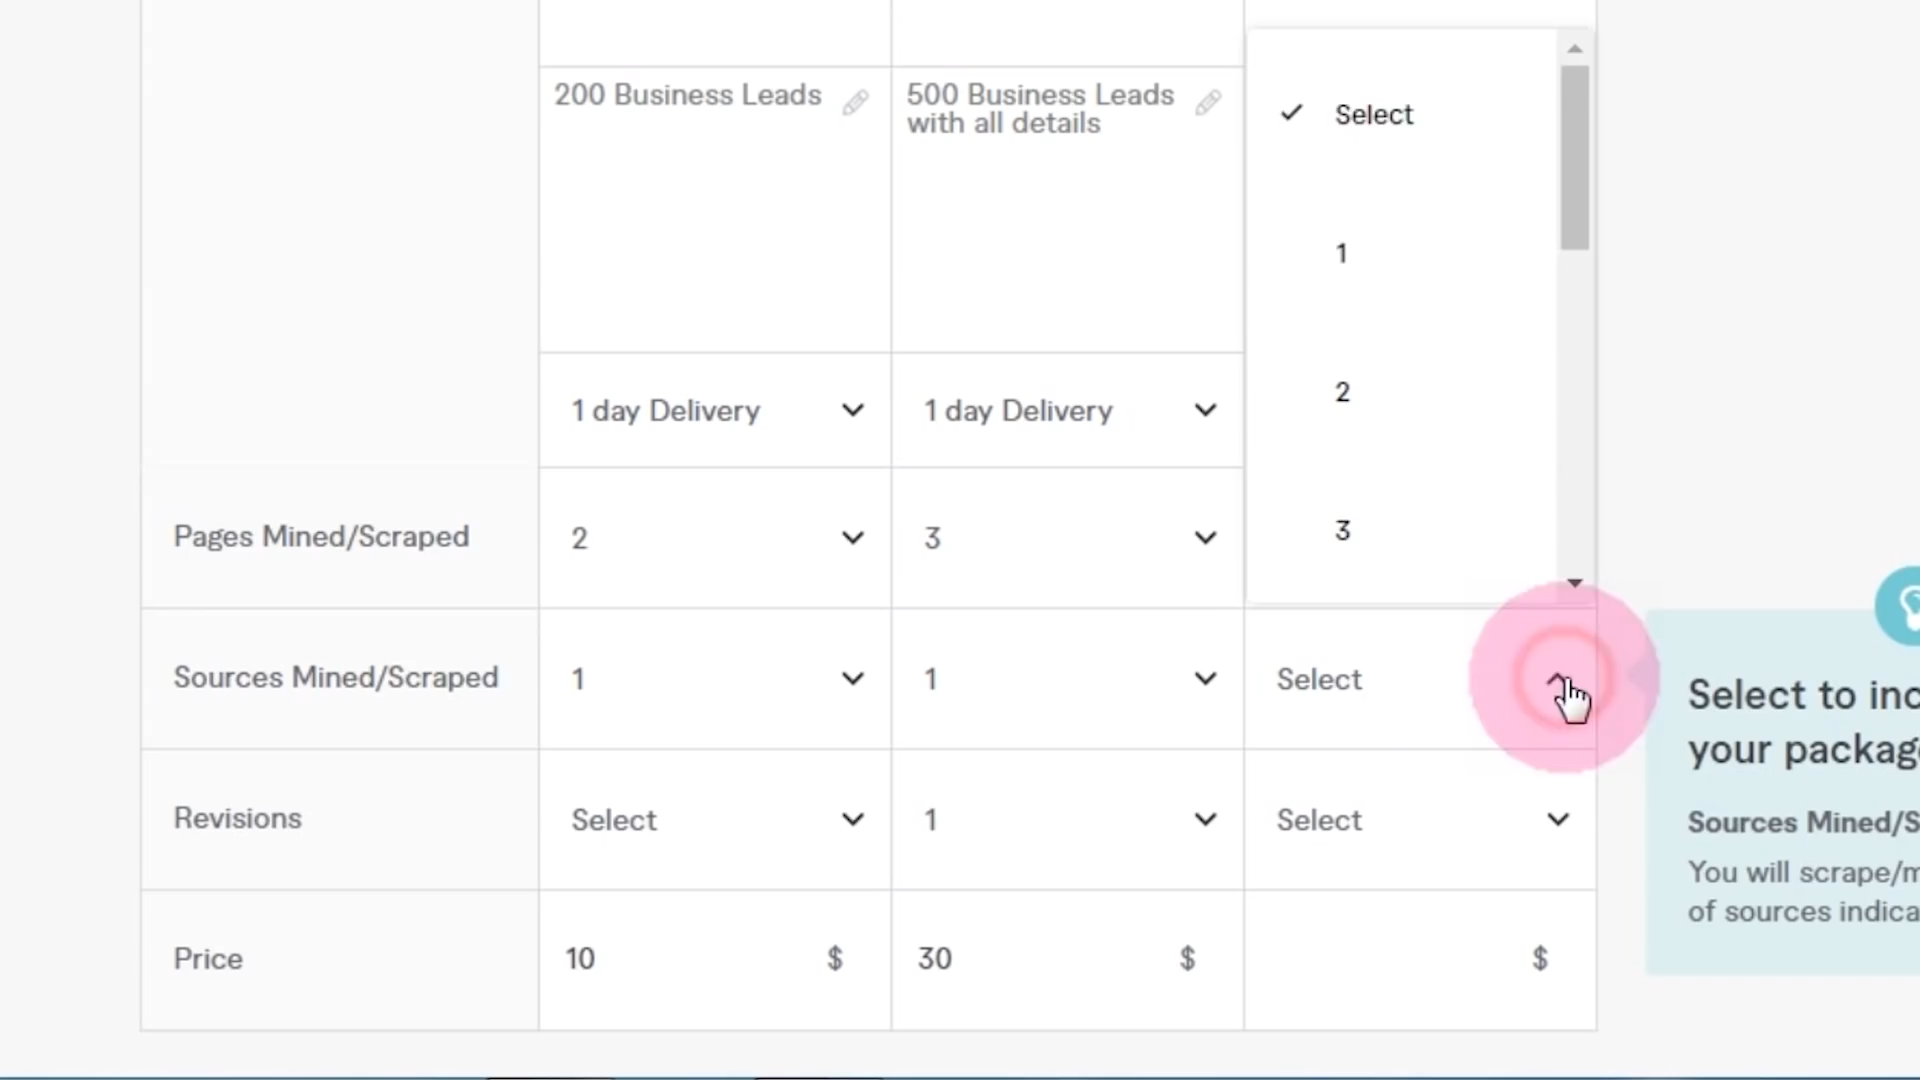 200 Business Leads
500 Business Leads
with all details
Select
1
2
3
1 day Delivery
1 day Delivery
Pages Mined/Scraped
2
3
Sources Mined/Scraped
1
1
Select
Revisions
Select
1
Select
Price
10
$
30
$
$
Select to inc
your packag
Sources Mined/S
You will scrape/m
of sources indica